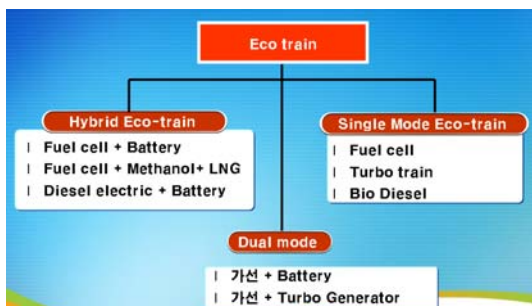 Eco train
Hybrid Eco-train
| Fuel cell + Battery
| Fuel cell + Methanol+ LNG
| Diesel electric + Battery
Single Mode Eco-train
| Fuel cell
| Turbo train
| Bio Diesel
Dual mode
| 가선 + Battery
| 가선 + Turbo Generator